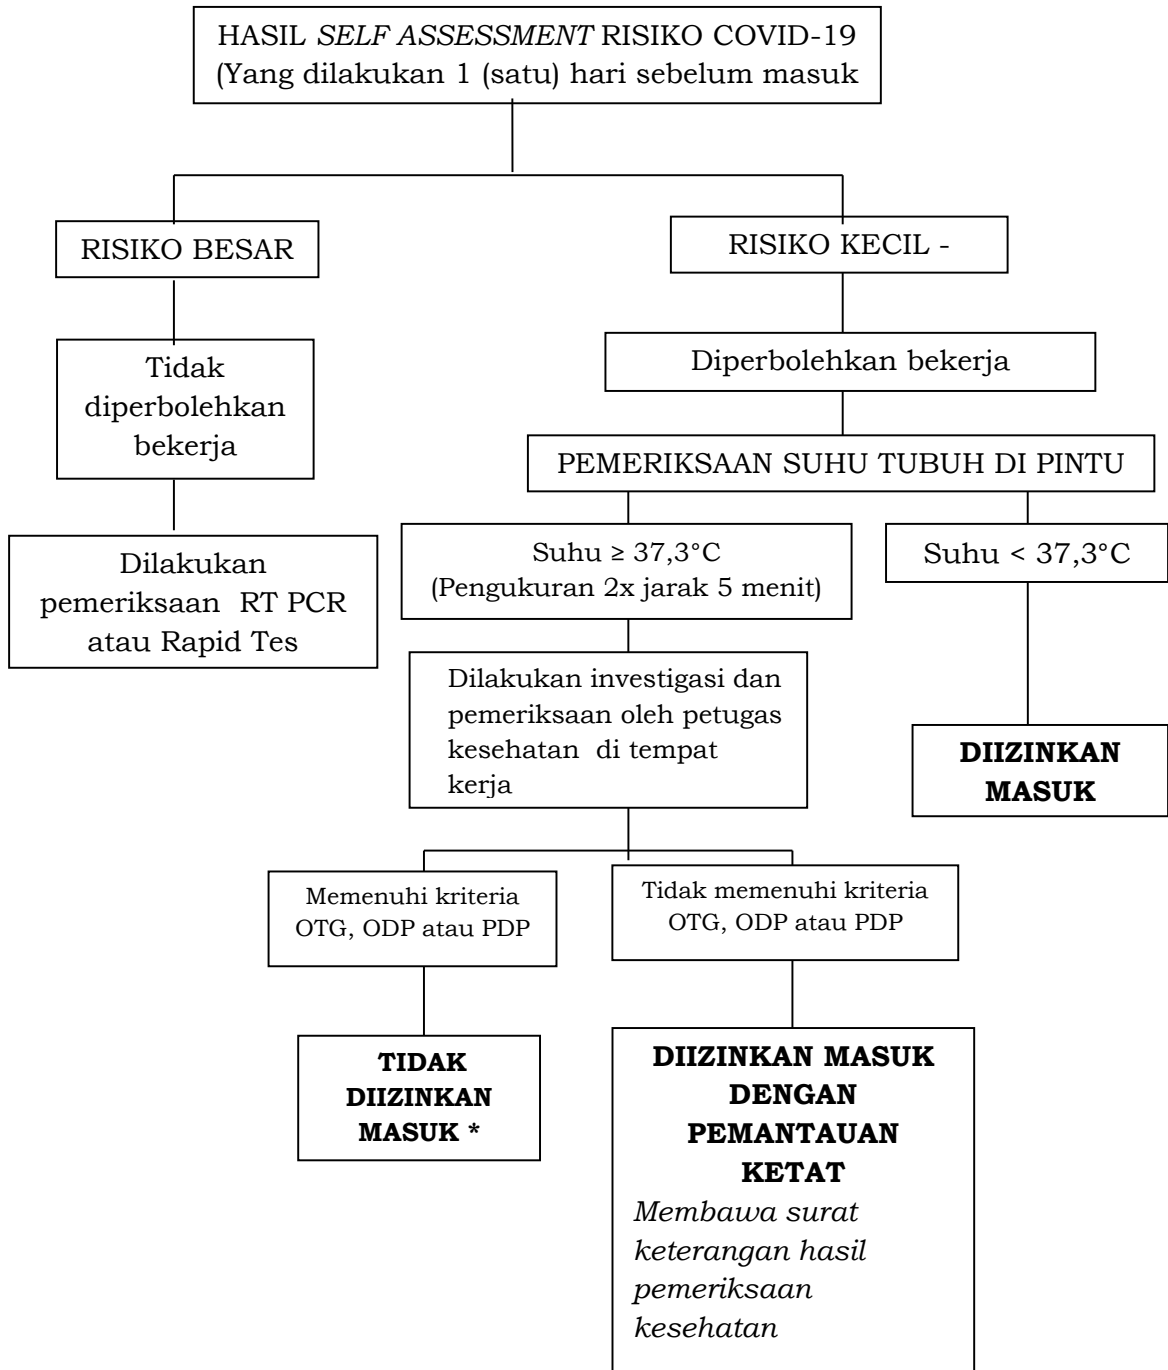 HASIL SELF ASSESSMENT RISIKO COVID-19
(Yang dilakukan 1 (satu) hari sebelum masuk
RISIKO BESAR
RISIKO KECIL -
Tidak
diperbolehkan
bekerja
Diperbolehkan bekerja
PEMERIKSAAN SUHU TUBUH DI PINTU
Dilakukan
pemeriksaan RT PCR
atau Rapid Tes
Suhu ≥ 37,3°C
(Pengukuran 2x jarak 5 menit)
Suhu < 37,3°C
Dilakukan investigasi dan
pemeriksaan oleh petugas
kesehatan di tempat
kerja
DIIZINKAN
MASUK
Memenuhi kriteria
OTG, ODP atau PDP
Tidak memenuhi kriteria
OTG, ODP atau PDP
TIDAK
DIIZINKAN
MASUK *
DIIZINKAN MASUK
DENGAN
PEMANTAUAN
KETAT
Membawa surat
keterangan hasil
pemeriksaan
kesehatan